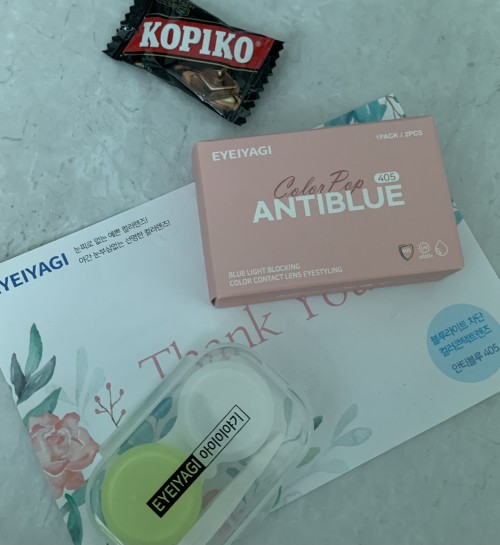 KOPIKO
EYEIYAGI
1PACK / 2PCS
Color Pop
405
ANTIBLUE
BLUE LIGHT BLOCKING
COLOR CONTACT LENS EYESTYLING
EYEIYAGI
눈피로 없는 예쁜 컬러렌즈!
야간 눈부심없는 선명한 컬러렌즈!
Thank You
블루라이트 차단
컬러콘택트렌즈
안티블루 405
EYEIYAGI 아이이야기